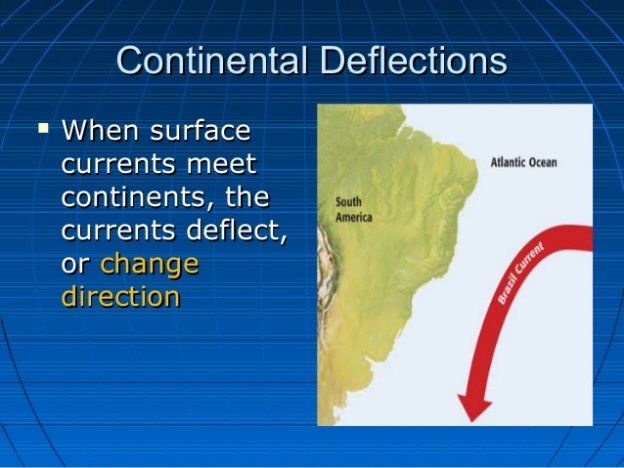 Continental Deflections
When surface
currents meet
continents, the
currents deflect,
or change
direction
Atlantic Ocean
South
America
Brazil Current